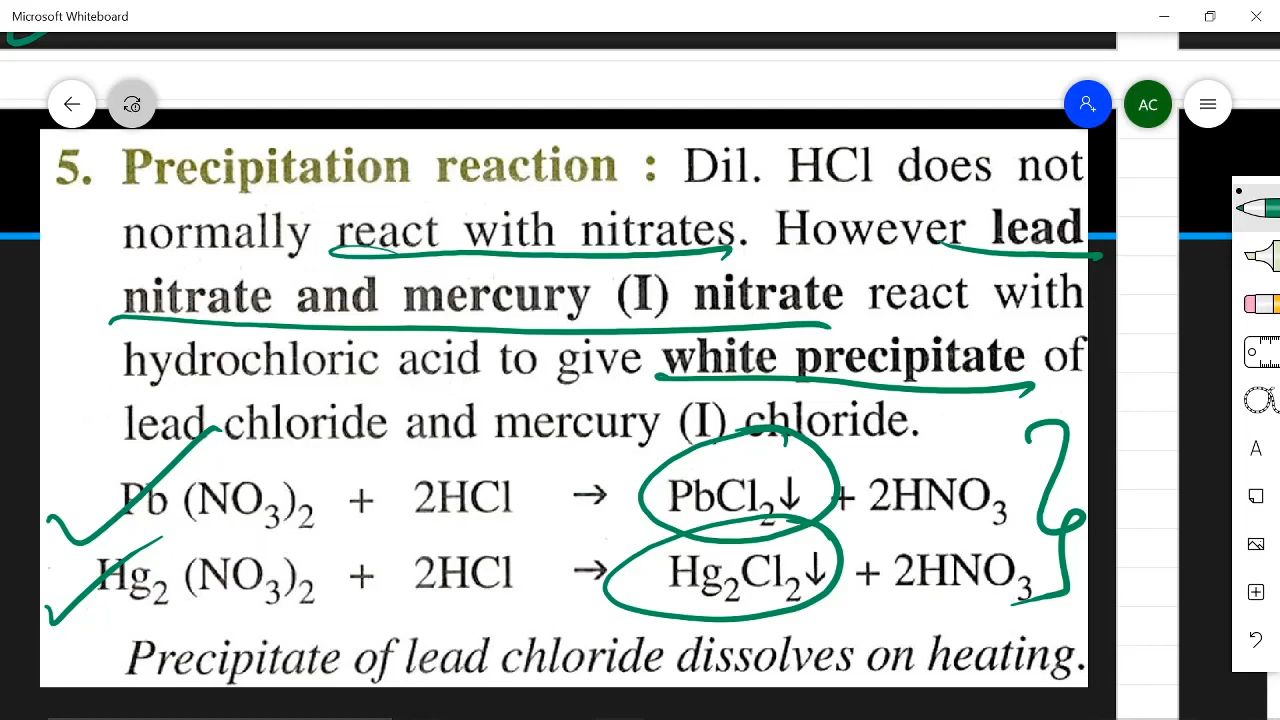 Microsoft Whiteboard
AC
5. Precipitation reaction : Dil. HCl does not
normally react with nitrates. However lead
nitrate and mercury (I) nitrate react with
hydrochloric acid to give white precipitate of
lead chloride and mercury (I) chloride.
Pb (NO₃)₂ + 2HCl → PbCl₂↓ + 2HNO₃
Hg₂ (NO₃)₂ + 2HCl → Hg₂Cl₂↓ + 2HNO₃
Precipitate of lead chloride dissolves on heating.
A